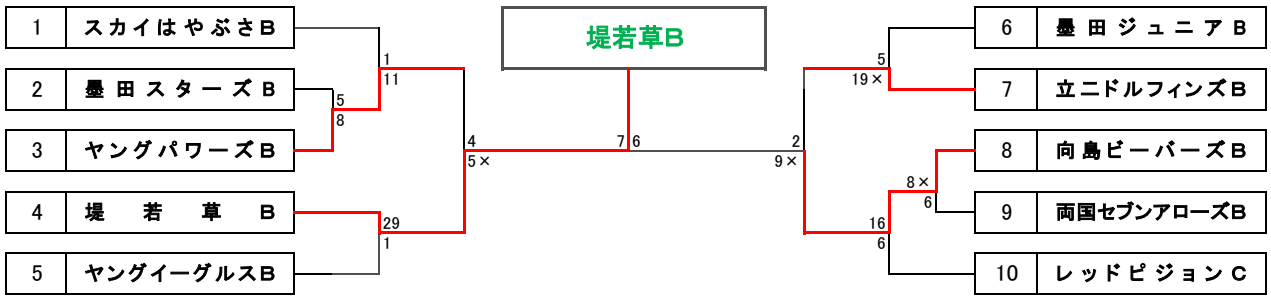 1 スカイはやぶさB
2 墨田スターズB
3 ヤングパワーズB
4 堤若草B
5 ヤングイーグルスB
1
11
5
8
29
1
4
5×
堤若草B
7 6
2
9×
5
19×
8×
6
16
6
6 墨田ジュニアB
7 立二ドルフィンズB
8 向島ビーバーズB
9 両国セブンアローズB
10 レッドピジョンC